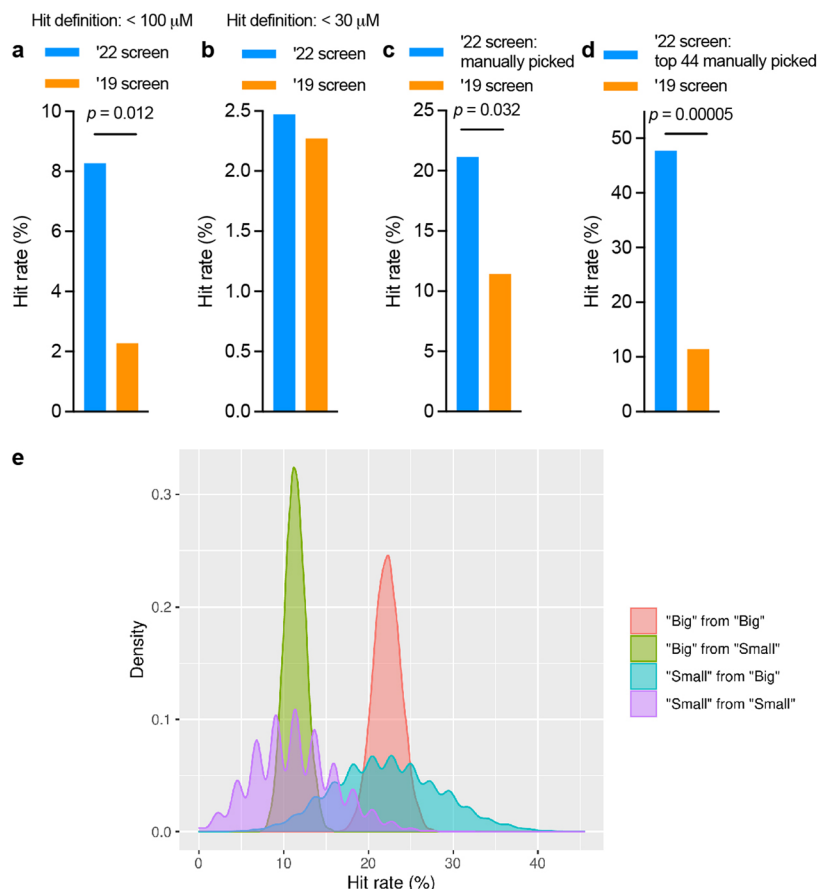 Hit definition: < 100 μM
Hit definition: < 30 μM
a
'22 screen
'19 screen
p = 0.012
Hit rate (%)
10
8
6
4
2
0
b
'22 screen
'19 screen
Hit rate (%)
2.5
2.0
1.5
1.0
0.5
0.0
c
'22 screen:
manually picked
'19 screen
p = 0.032
Hit rate (%)
25
20
15
10
5
0
d
'22 screen:
top 44 manually picked
'19 screen
p = 0.00005
Hit rate (%)
50
40
30
20
10
0
e
Density
0.3
0.2
0.1
0.0
0
10
20
30
40
Hit rate (%)
"Big" from "Big"
"Big" from "Small"
"Small" from "Big"
"Small" from "Small"